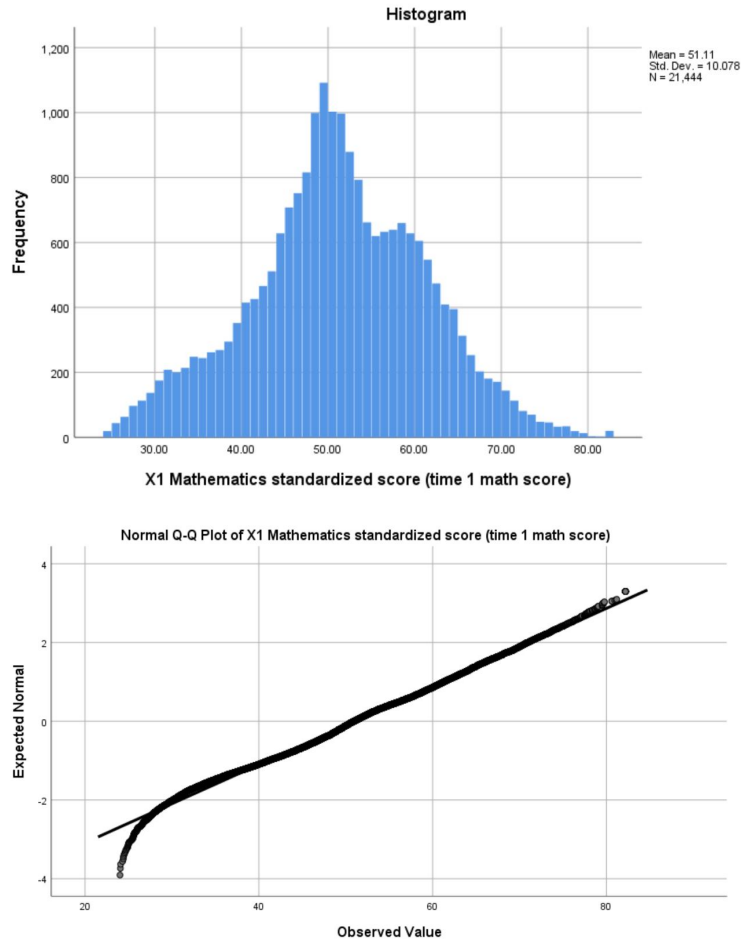 Histogram
Mean = 51.11
Std. Dev. = 10.078
N = 21,444
1,200
1,000
800
600
400
200
0
Frequency
30.00 40.00 50.00 60.00 70.00 80.00
X1 Mathematics standardized score (time 1 math score)
Normal Q-Q Plot of X1 Mathematics standardized score (time 1 math score)
4
2
0
-2
-4
Expected Normal
20 40 60 80
Observed Value